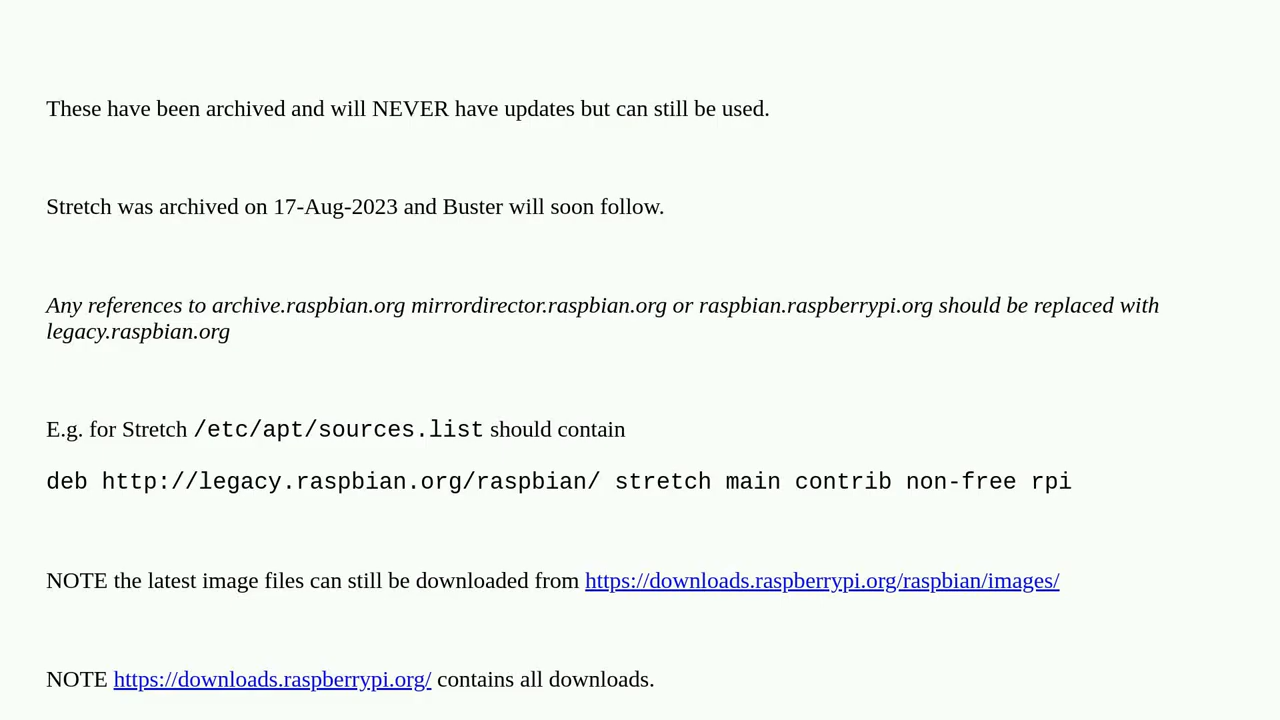 These have been archived and will NEVER have updates but can still be used.
Stretch was archived on 17-Aug-2023 and Buster will soon follow.
Any references to archive.raspbian.org mirrordirector.raspbian.org or raspbian.raspberrypi.org should be replaced with
legacy.raspbian.org
E.g. for Stretch /etc/apt/sources.list should contain
deb http://legacy.raspbian.org/raspbian/ stretch main contrib non-free rpi
NOTE the latest image files can still be downloaded from https://downloads.raspberrypi.org/raspbian/images/
NOTE https://downloads.raspberrypi.org/ contains all downloads.